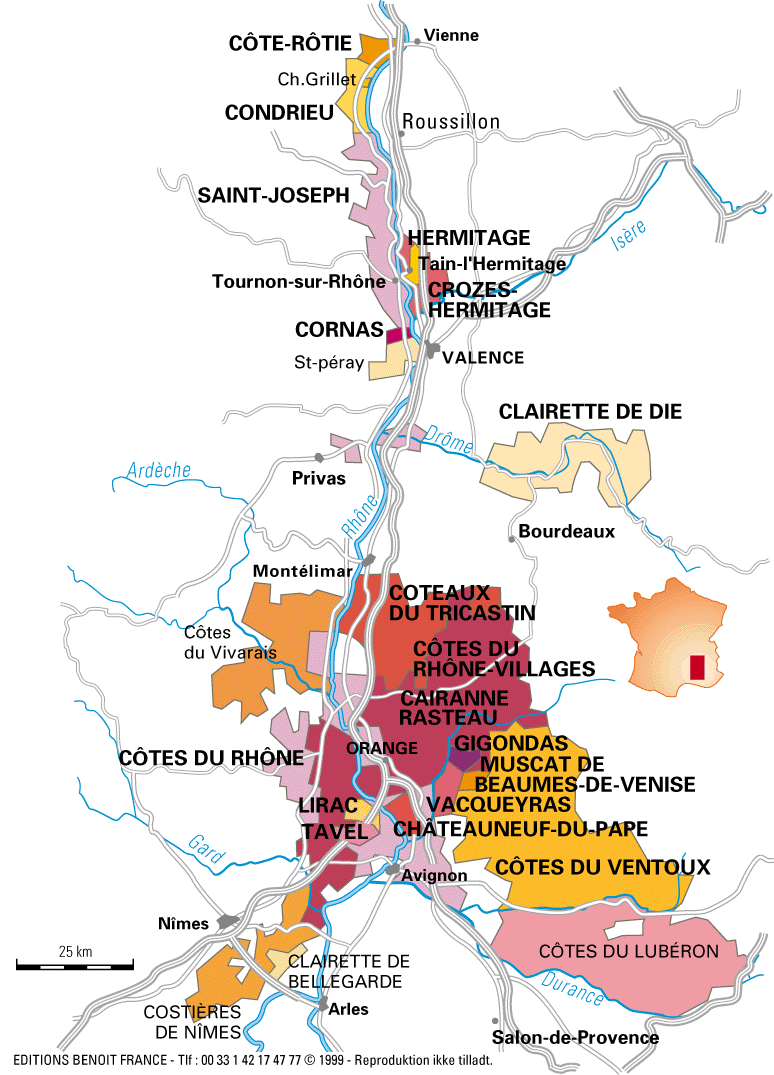 CÔTE-RÔTIE
Vienne
Ch.Grillet
CONDRIEU
Roussillon
SAINT-JOSEPH
Isère
HERMITAGE
Tain-l'Hermitage
Tournon-sur-Rhône
CROZES-
HERMITAGE
CORNAS
St-péray
VALENCE
CLAIRETTE DE DIE
Drôme
Ardèche
Privas
Rhône
Bourdeaux
Montélimar
COTEAUX
DU TRICASTIN
Côtes
du Vivarais
CÔTES DU
RHÔNE-VILLAGES
CAIRANNE
RASTEAU
ORANGE
GIGONDAS
CÔTES DU RHÔNE
MUSCAT DE
BEAUMES-DE-VENISE
LIRAC
VACQUEYRAS
TAVEL
CHÂTEAUNEUF-DU-PAPE
Gard
CÔTES DU VENTOUX
Avignon
Nîmes
25 km
CÔTES DU LUBÉRON
CLAIRETTE DE
BELLEGARDE
Durance
COSTIÈRES
DE NÎMES
Arles
Salon-de-Provence
EDITIONS BENOIT FRANCE - Tlf : 00 33 1 42 17 47 77 © 1999 - Reproduktion ikke tilladt.